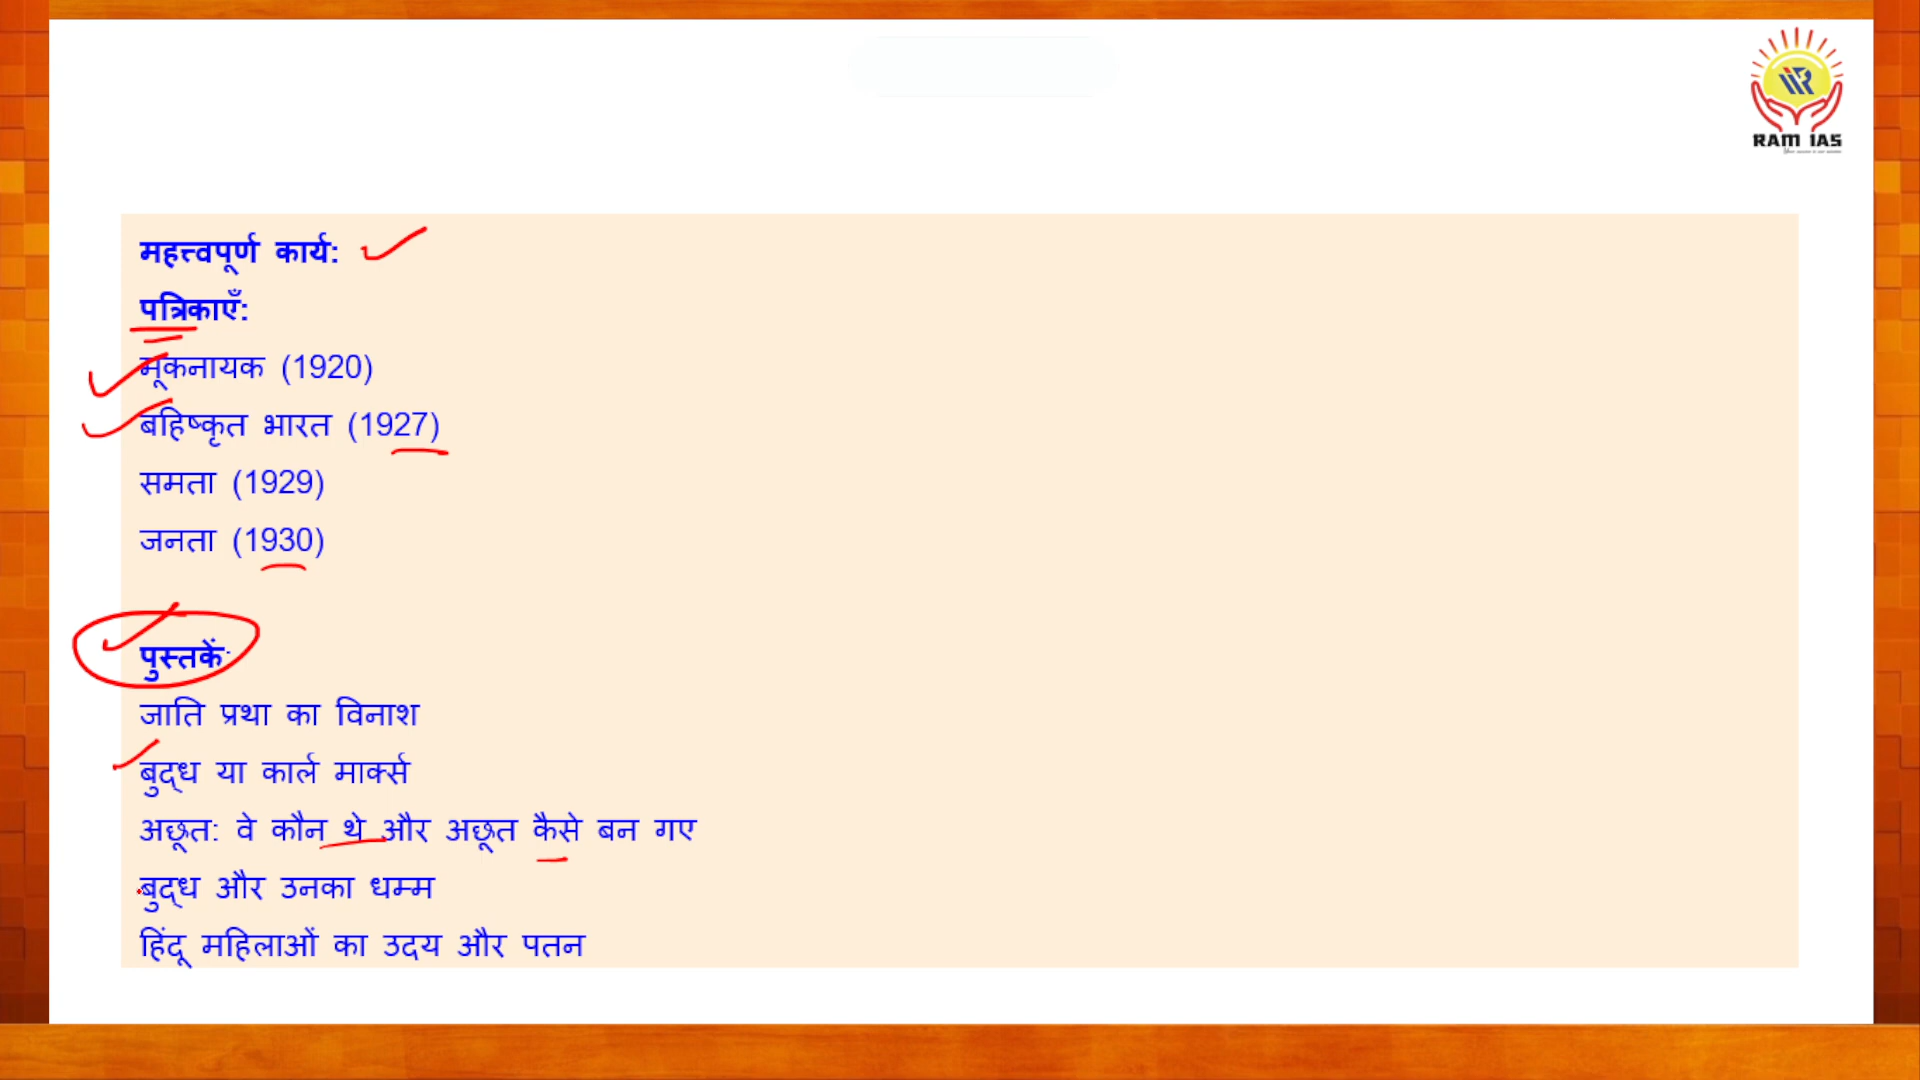 RAM IAS
महत्त्वपूर्ण कार्य:
पत्रिकाएँ:
मूकनायक (1920)
बहिष्कृत भारत (1927)
समता (1929)
जनता (1930)
पुस्तकें:
जाति प्रथा का विनाश
बुद्ध या कार्ल मार्क्स
अछूत: वे कौन थे और अछूत कैसे बन गए
बुद्ध और उनका धम्म
हिंदू महिलाओं का उदय और पतन